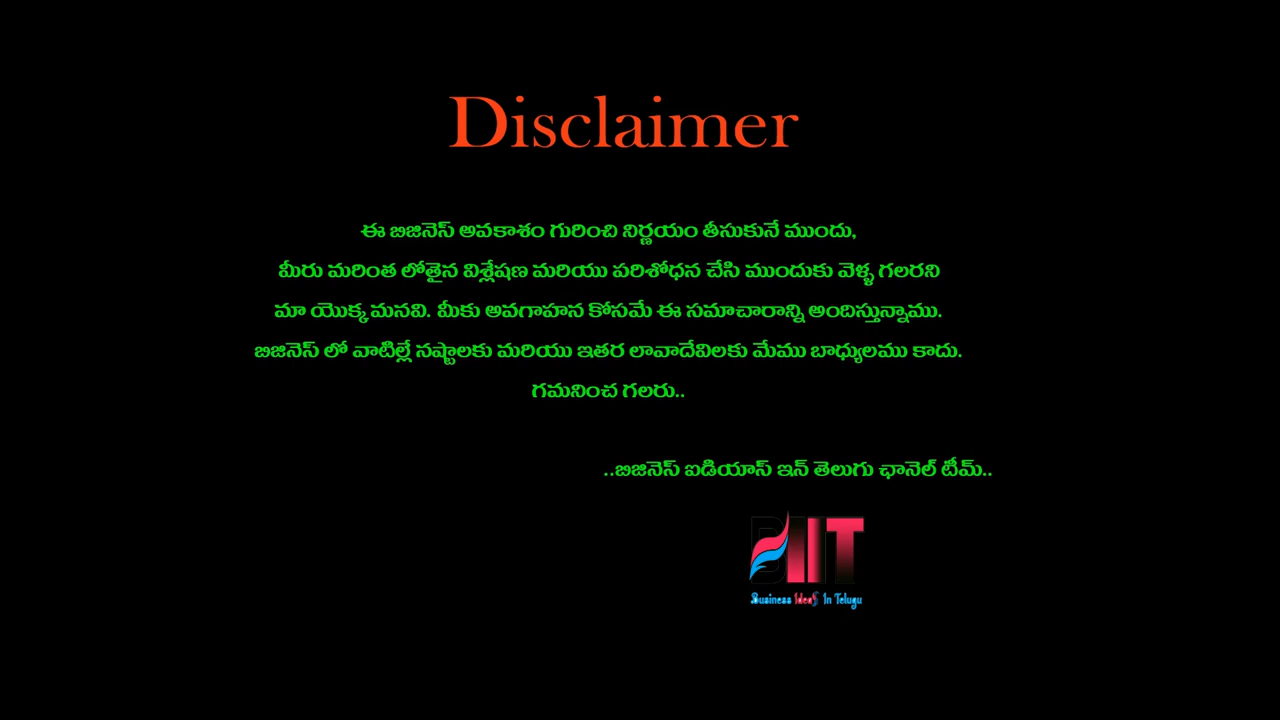 Disclaimer
ఈ బిజినెస్ అవకాశం గురించి నిర్ణయం తీసుకునే ముందు,
మీరు మరింత లోతైన విశ్లేషణ మరియు పరిశోధన చేసి ముందుకు వెళ్ళ గలరని
మా యొక్క మనవి. మీకు అవగాహన కోసమే ఈ సమాచారాన్ని అందిస్తున్నాము.
బిజినెస్ లో వాటిల్లే నష్టాలకు మరియు ఇతర లావాదేవిలకు మేము బాధ్యులము కాదు.
గమనించ గలరు..
..బిజినెస్ ఐడియాస్ ఇన్ తెలుగు ఛానెల్ టీమ్..
BIIT
Business Ideas In Telugu